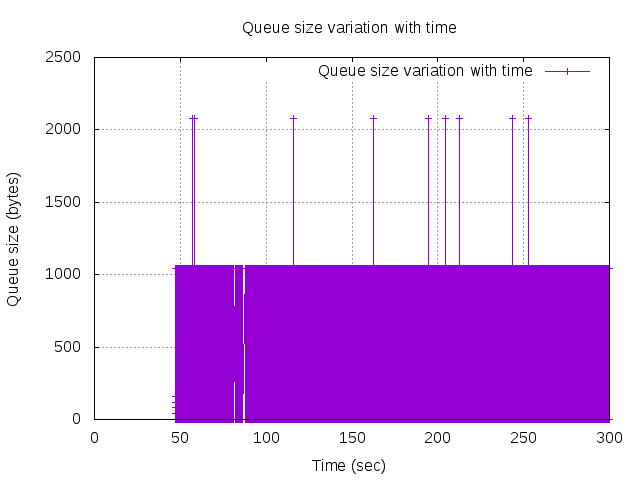 Queue size variation with time
Queue size variation with time
2500
2000
1500
1000
500
0
Queue size (bytes)
0 50 100 150 200 250 300
Time (sec)